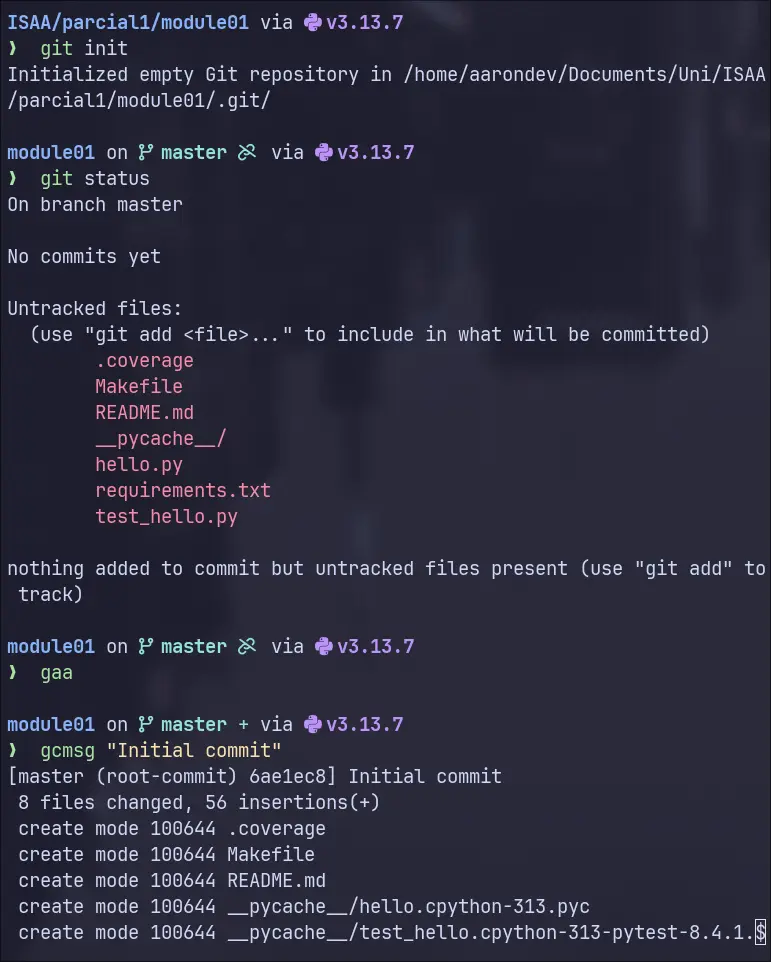 ISAA/parcial1/module01 via v3.13.7
❯ git init
Initialized empty Git repository in /home/aarondev/Documents/Uni/ISAA
/parcial1/module01/.git/
module01 on master via v3.13.7
❯ git status
On branch master
No commits yet
Untracked files:
(use "git add <file>..." to include in what will be committed)
.coverage
Makefile
README.md
__pycache__/
hello.py
requirements.txt
test_hello.py
nothing added to commit but untracked files present (use "git add" to
track)
module01 on master via v3.13.7
❯ gaa
module01 on master + via v3.13.7
❯ gcmsg "Initial commit"
[master (root-commit) 6ae1ec8] Initial commit
8 files changed, 56 insertions(+)
create mode 100644 .coverage
create mode 100644 Makefile
create mode 100644 README.md
create mode 100644 __pycache__/hello.cpython-313.pyc
create mode 100644 __pycache__/test_hello.cpython-313-pytest-8.4.1.$